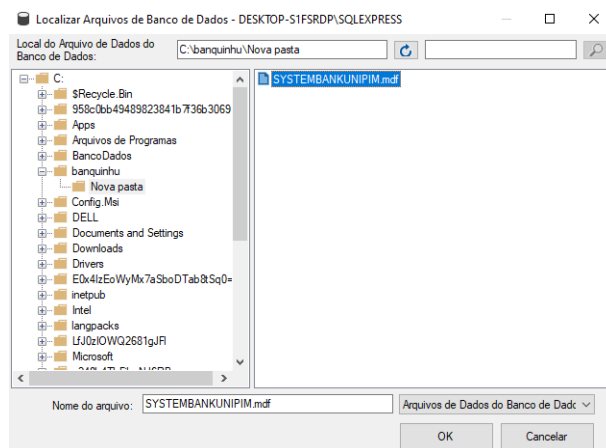 Localizar Arquivos de Banco de Dados - DESKTOP-S1FSRDP\SQLEXPRESS
Local do Arquivo de Dados do
Banco de Dados:
C:\banquinhu\Nova pasta
C:
$Recycle.Bin
958c0bb49489823841b7f36b3069
Apps
Arquivos de Programas
BancoDados
banquinhu
Nova pasta
Config.Msi
DELL
Documents and Settings
Downloads
Drivers
E0x4IzEoWyMx7aSboDTab8tSq0=
inetpub
Intel
langpacks
LfJ0zIOWQ2681gJFl
Microsoft
SYSTEMBANKUNIPIM.mdf
Nome do arquivo:
SYSTEMBANKUNIPIM.mdf
Arquivos de Dados do Banco de Dadc
OK
Cancelar